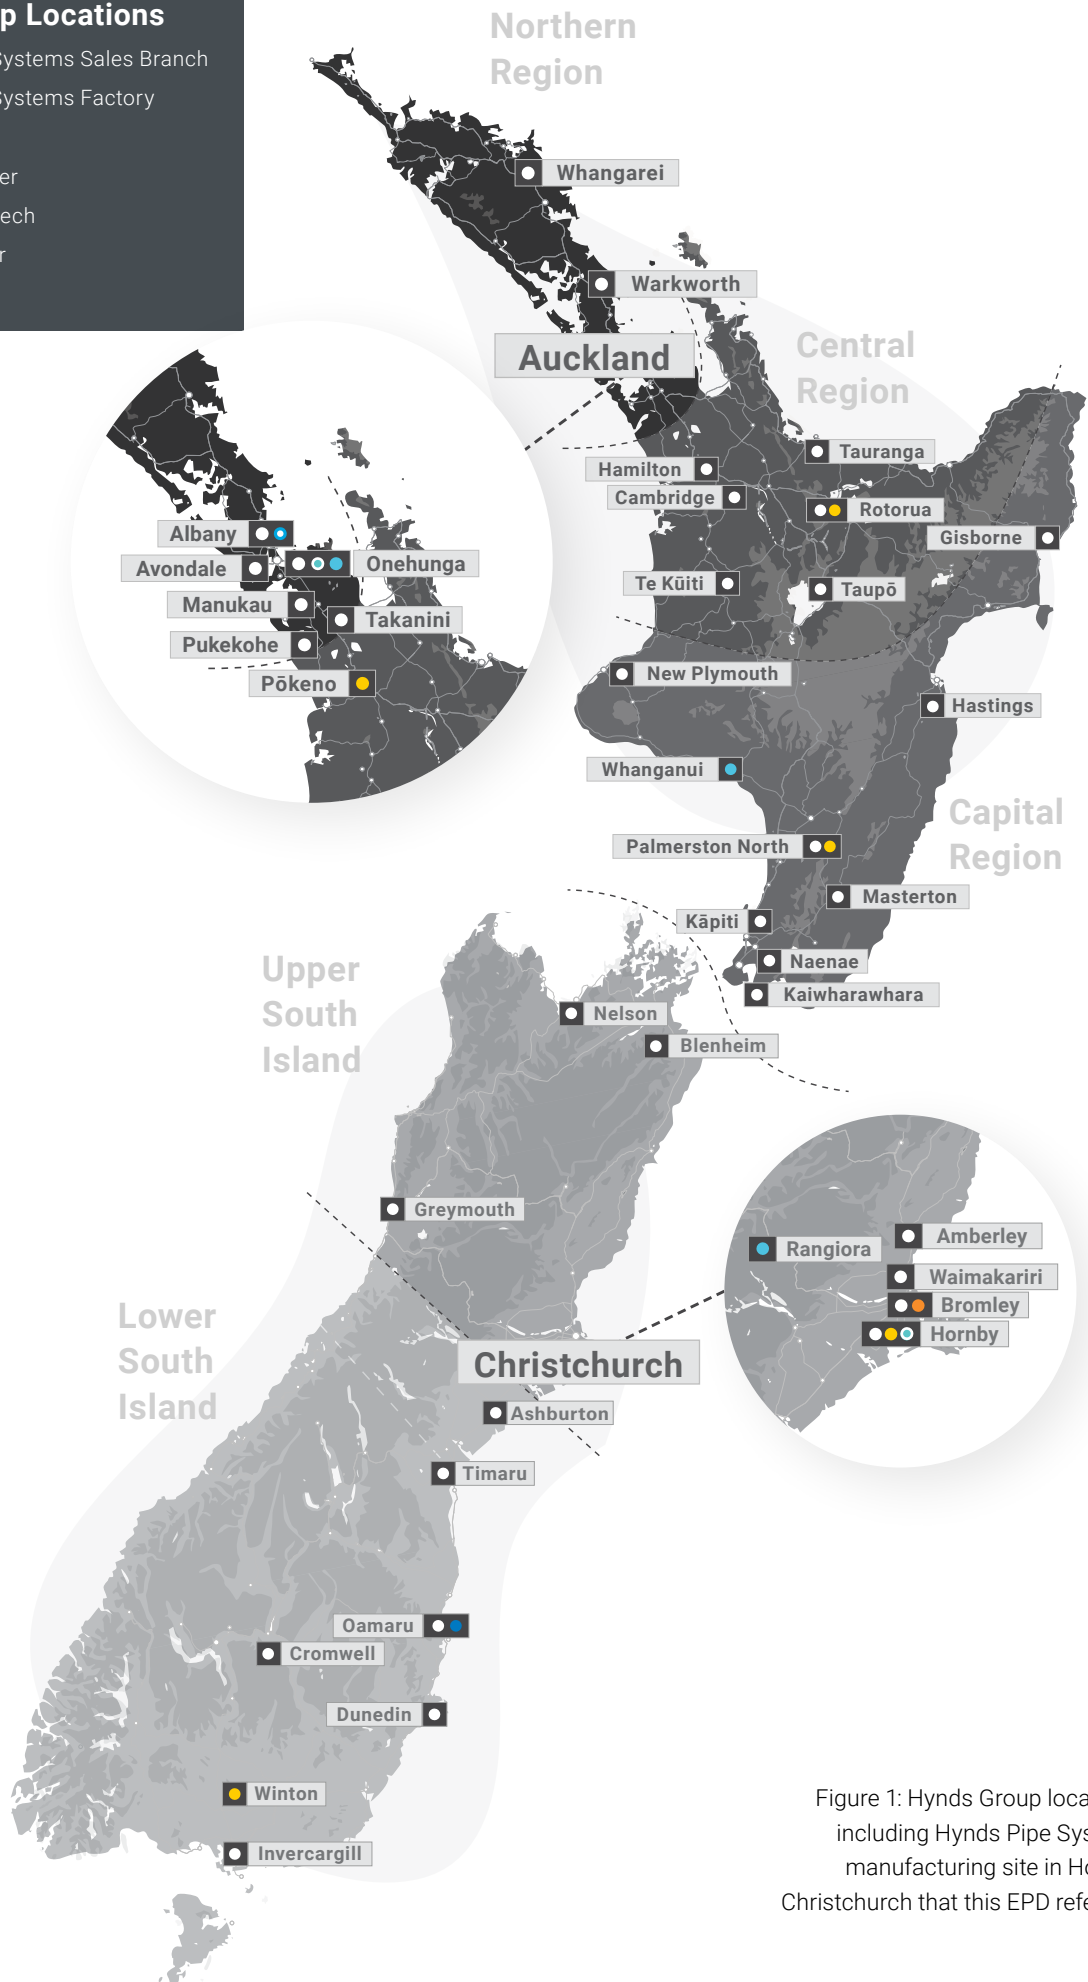 p Locations
Systems Sales Branch
Systems Factory
er
ech
r
Northern
Region
Whangarei
Warkworth
Auckland
Central
Region
Tauranga
Hamilton
Cambridge
Rotorua
Gisborne
Te Kūiti
Taupō
Albany
Avondale
Onehunga
Manukau
Takanini
Pukekohe
Pōkeno
New Plymouth
Hastings
Whanganui
Capital
Region
Palmerston North
Masterton
Kāpiti
Naenae
Kaiwharawhara
Upper
South
Island
Nelson
Blenheim
Greymouth
Rangiora
Amberley
Waimakariri
Bromley
Hornby
Lower
South
Island
Christchurch
Ashburton
Timaru
Oamaru
Cromwell
Dunedin
Winton
Invercargill
Figure 1: Hynds Group loca
including Hynds Pipe Sys
manufacturing site in Ho
Christchurch that this EPD refe